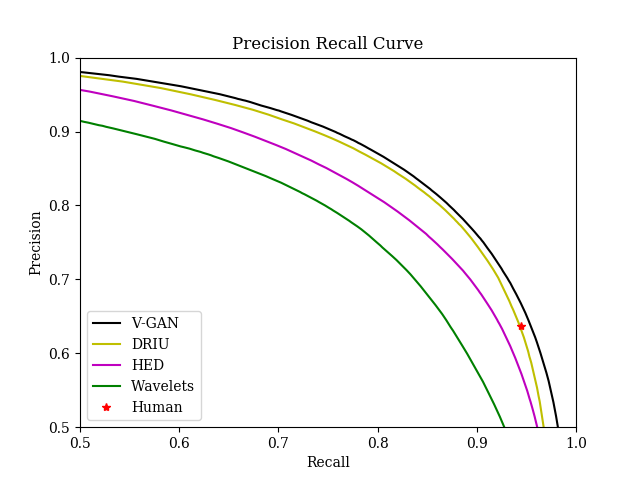 Precision Recall Curve
1.0
0.9
0.8
0.7
0.6
0.5
Precision
V-GAN
DRIU
HED
Wavelets
Human
0.5 0.6 0.7 0.8 0.9 1.0
Recall